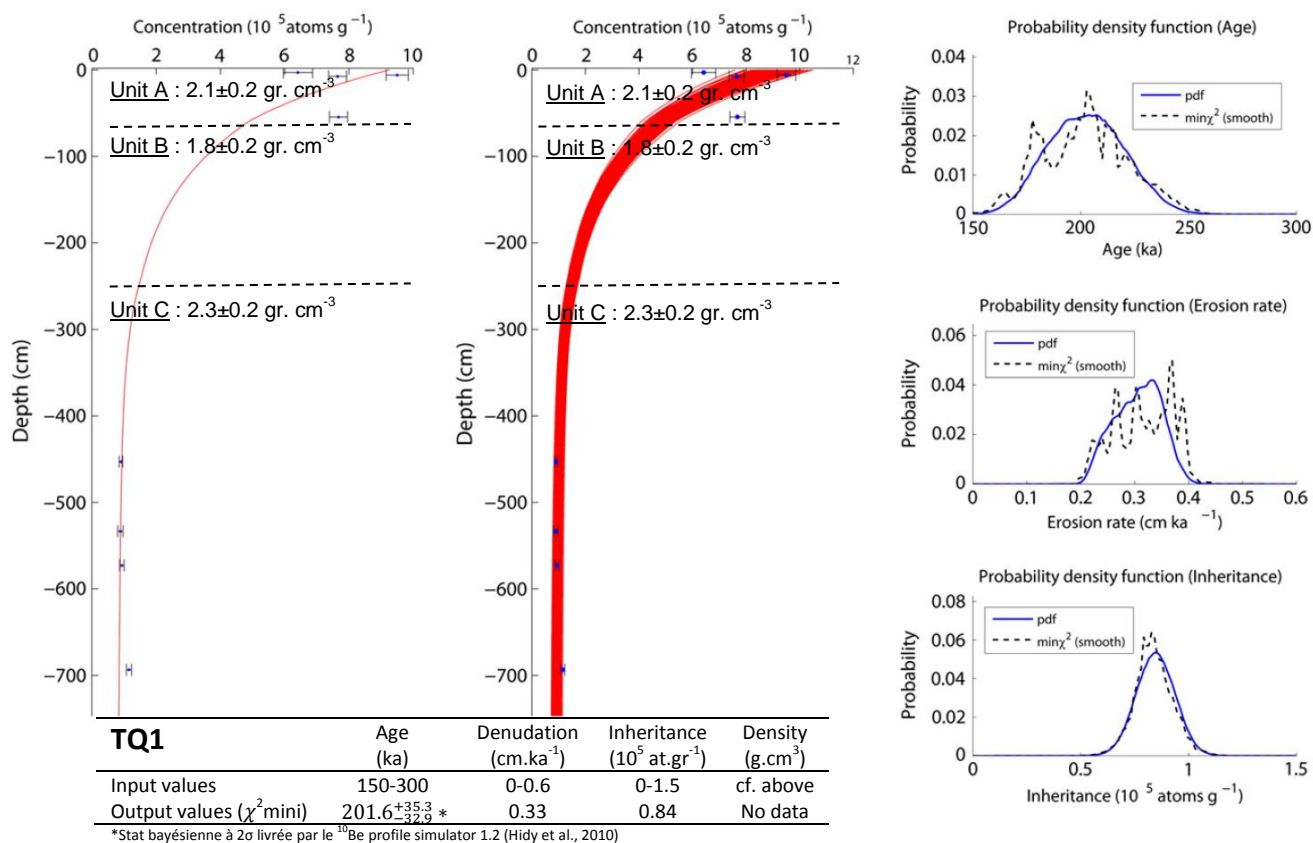 Concentration (10 ⁵atoms g ⁻¹)
0 2 4 6 8 10
0
−100
−200
−300
−400
−500
−600
−700
Depth (cm)
Unit A : 2.1±0.2 gr. cm⁻³
Unit B : 1.8±0.2 gr. cm⁻³
Unit C : 2.3±0.2 gr. cm⁻³
Concentration (10 ⁵atoms g ⁻¹)
0 2 4 6 8 10 12
0
−100
−200
−300
−400
−500
−600
−700
Depth (cm)
Unit A : 2.1±0.2 gr. cm⁻³
Unit B : 1.8±0.2 gr. cm⁻³
Unit C : 2.3±0.2 gr. cm⁻³
Probability density function (Age)
0.04
0.03
0.02
0.01
0
Probability
pdf
minχ² (smooth)
150 200 250 300
Age (ka)
Probability density function (Erosion rate)
0.06
0.04
0.02
0
Probability
pdf
minχ² (smooth)
0 0.1 0.2 0.3 0.4 0.5 0.6
Erosion rate (cm ka ⁻¹)
Probability density function (Inheritance)
0.08
0.06
0.04
0.02
0
Probability
pdf
minχ² (smooth)
0 0.5 1 1.5
Inheritance (10 ⁵ atoms g ⁻¹)
TQ1 Age Denudation Inheritance Density
(ka) (cm.ka⁻¹) (10⁵ at.gr⁻¹) (g.cm³)
Input values 150-300 0-0.6 0-1.5 cf. above
Output values (χ²mini) 201.6⁺³⁵·³₋₃₂.₉ * 0.33 0.84 No data
*Stat bayésienne à 2σ livrée par le ¹⁰Be profile simulator 1.2 (Hidy et al., 2010)